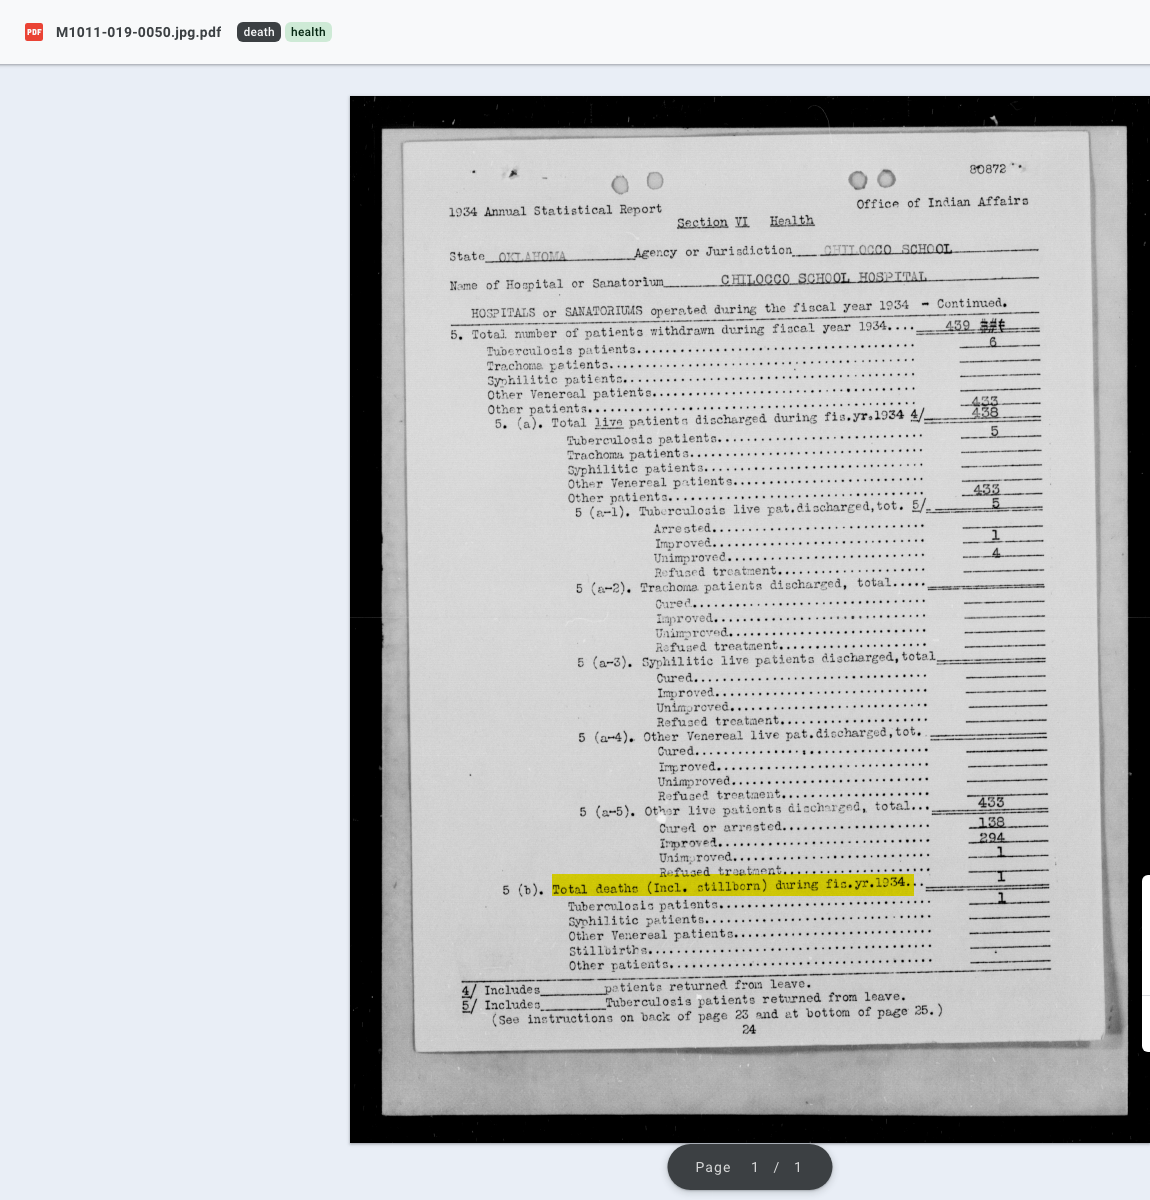 PDF M1011-019-0050.jpg.pdf death health
80872
1934 Annual Statistical Report Office of Indian Affairs
Section VI Health
State OKLAHOMA Agency or Jurisdiction CHILOCCO SCHOOL
Name of Hospital or Sanatorium CHILOCCO SCHOOL HOSPITAL
HOSPITALS or SANATORIUMS operated during the fiscal year 1934 - Continued.
5. Total number of patients withdrawn during fiscal year 1934.... 439
Tuberculosis patients........ 6
Trachoma patients........
Syphilitic patients........
Other Venereal patients........
Other patients........ 433
5. (a). Total live patients discharged during fis.yr.1934 4/ 438
Tuberculosis patients........ 5
Trachoma patients........
Syphilitic patients........
Other Venereal patients........
Other patients........ 433
5 (a-1). Tuberculosis live pat.discharged,tot. 5/ 5
Arrested........
Improved........ 1
Unimproved........ 4
Refused treatment........
5 (a-2). Trachoma patients discharged, total.....
Cured........
Improved........
Unimproved........
Refused treatment........
5 (a-3). Syphilitic live patients discharged,total
Cured........
Improved........
Unimproved........
Refused treatment........
5 (a-4). Other Venereal live pat.discharged,tot.
Cured........
Improved........
Unimproved........
Refused treatment........
5 (a-5). Other live patients discharged, total... 433
Cured or arrested........ 138
Improved........ 294
Unimproved........ 1
Refused treatment........
5 (b). Total deaths (Incl. stillborn) during fis.yr.1934... 1
Tuberculosis patients........ 1
Syphilitic patients........
Other Venereal patients........
Stillbirths........
Other patients........
4/ Includes________patients returned from leave.
5/ Includes________Tuberculosis patients returned from leave.
(See instructions on back of page 23 and at bottom of page 25.)
24
Page 1 / 1